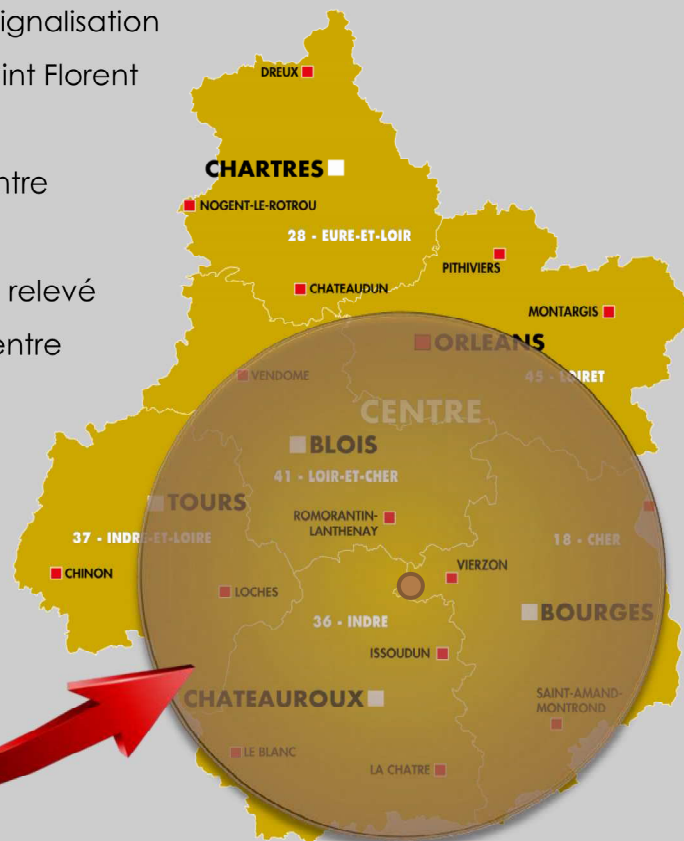 ignalisation
int Florent
ntre
relevé
entre
DREUX
CHARTRES
NOGENT-LE-ROTROU
28 - EURE-ET-LOIR
PITHIVIERS
CHATEAUDUN
MONTARGIS
ORLEANS
VENDOME
45 - LOIRET
CENTRE
BLOIS
41 - LOIR-ET-CHER
TOURS
ROMORANTIN-
LANTHENAY
37 - INDRE-ET-LOIRE
18 - CHER
CHINON
VIERZON
LOCHES
BOURGES
36 - INDRE
ISSOUDUN
CHATEAUROUX
SAINT-AMAND-
MONTROND
LE BLANC
LA CHATRE